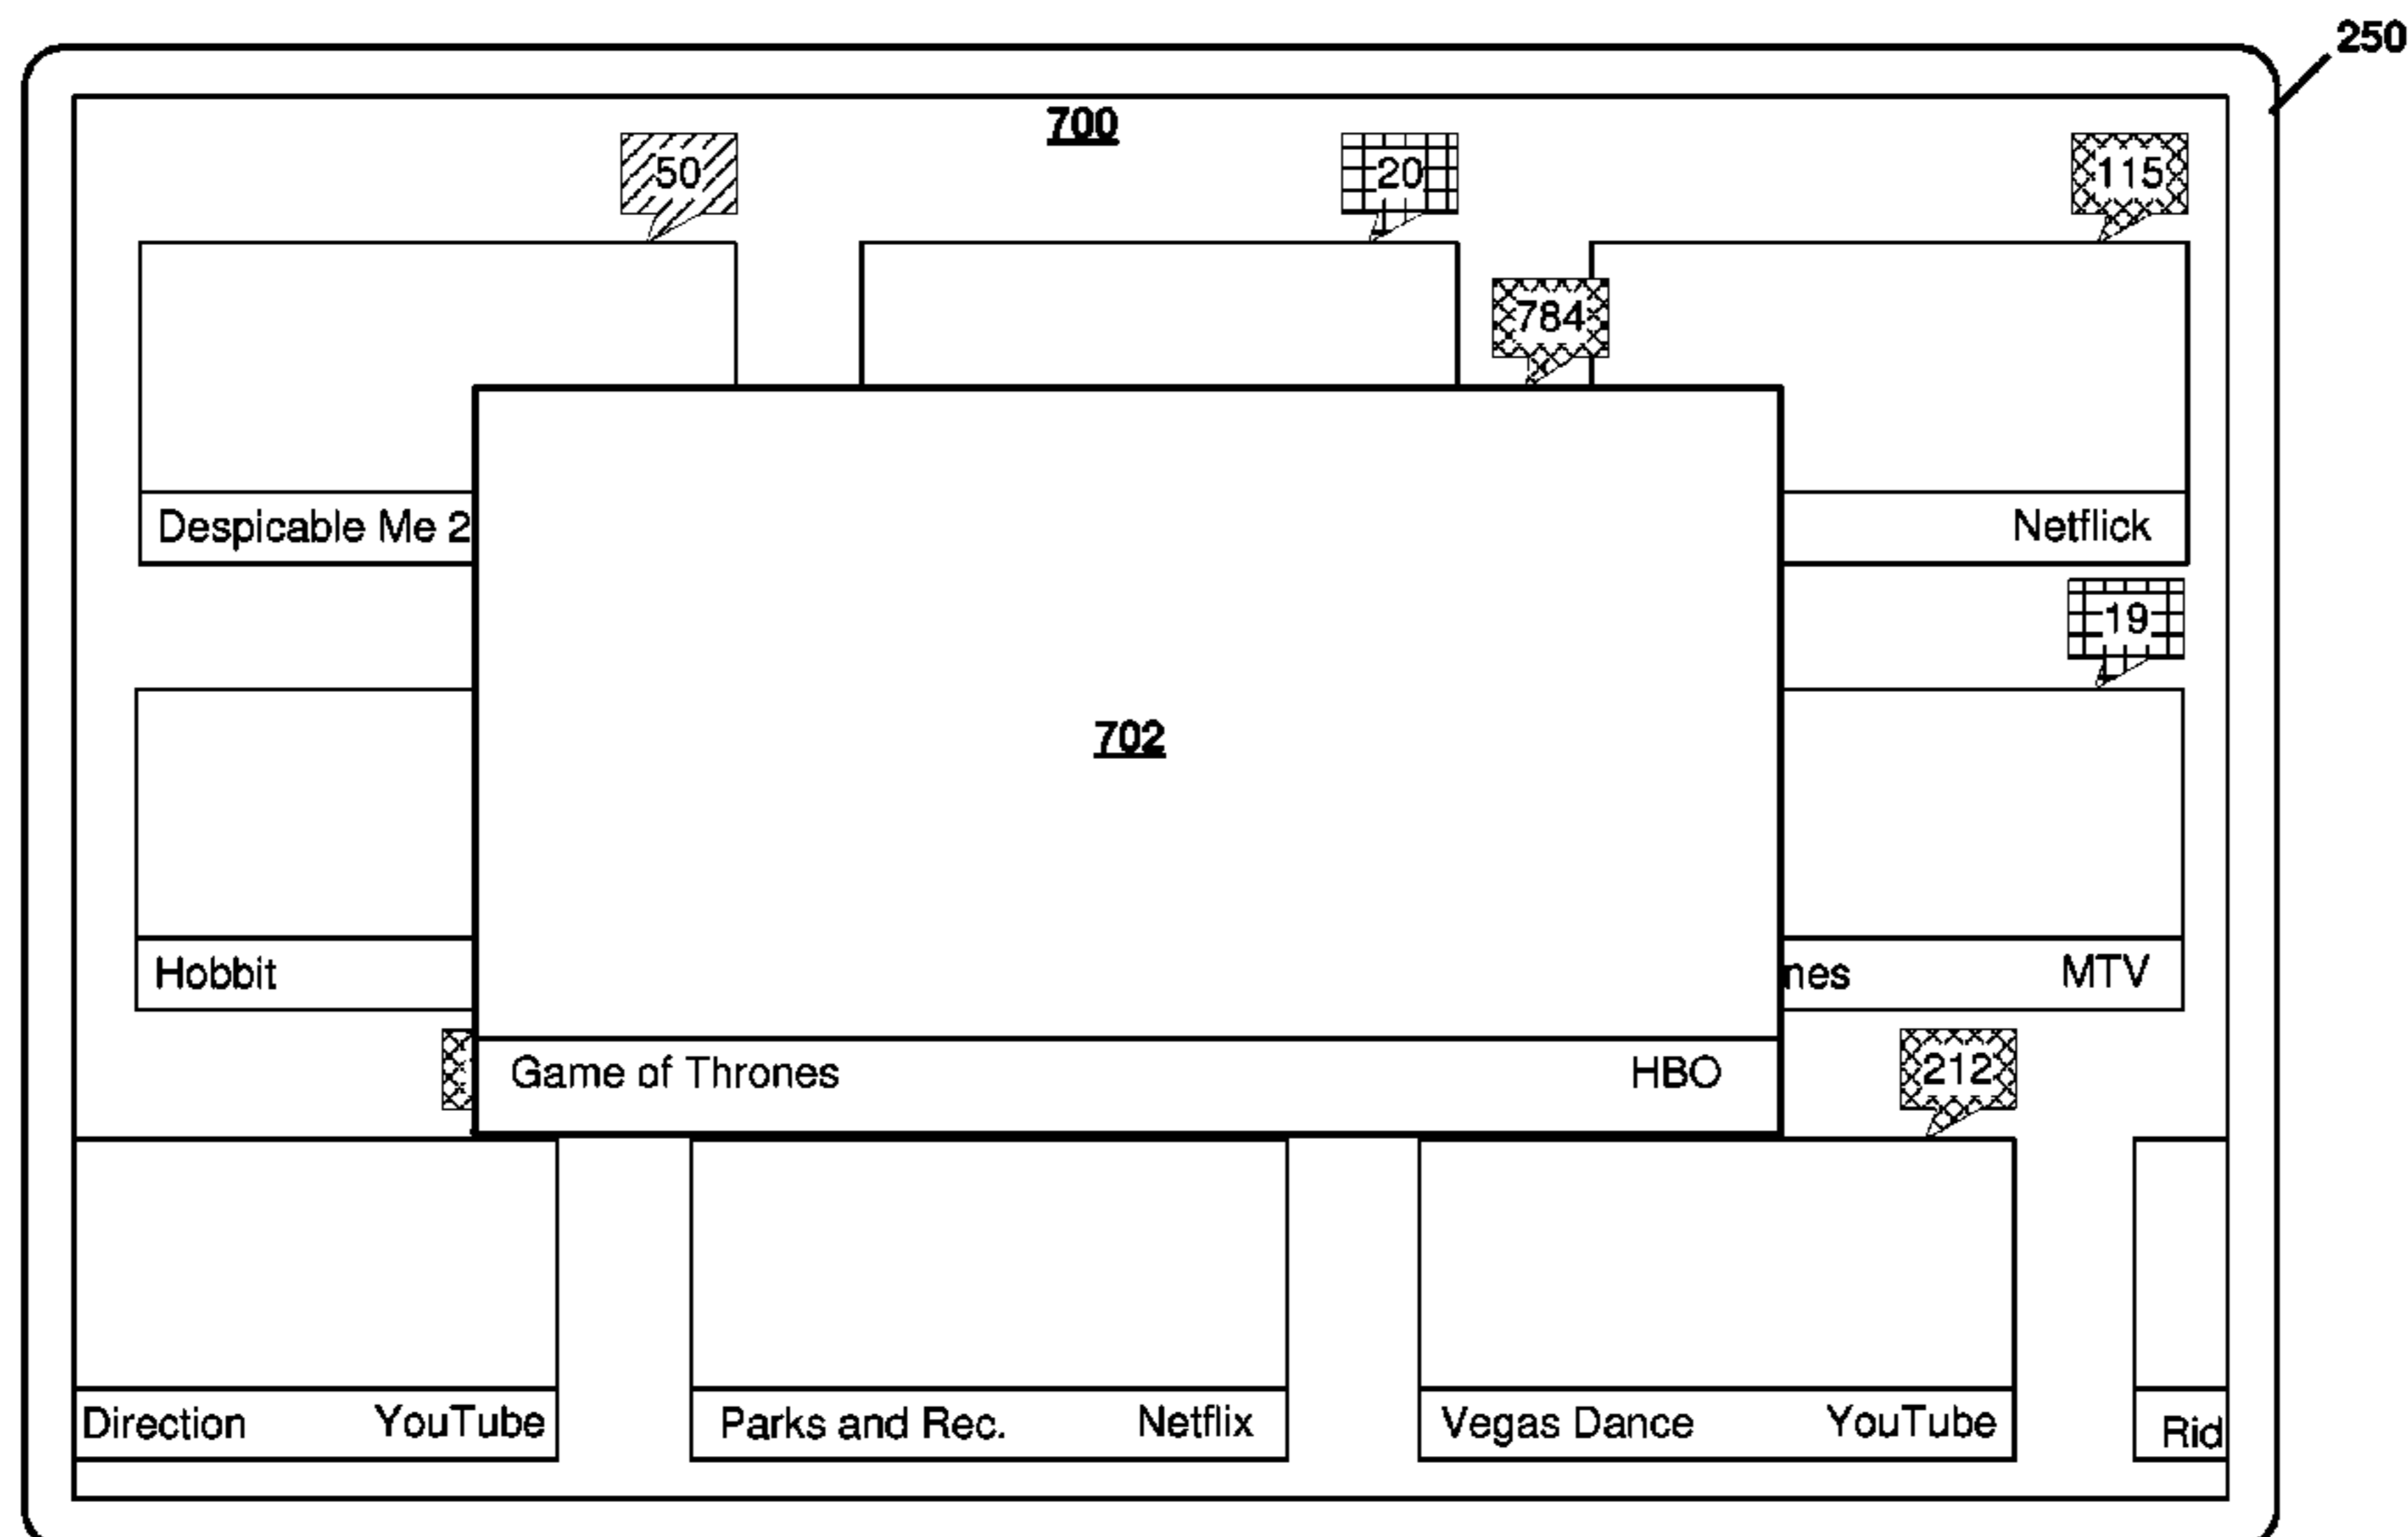 250
700
50
20
115
784
Despicable Me 2
Netflick
19
702
Hobbit
nes
MTV
Game of Thrones
HBO
212
Direction
YouTube
Parks and Rec.
Netflix
Vegas Dance
YouTube
Rid